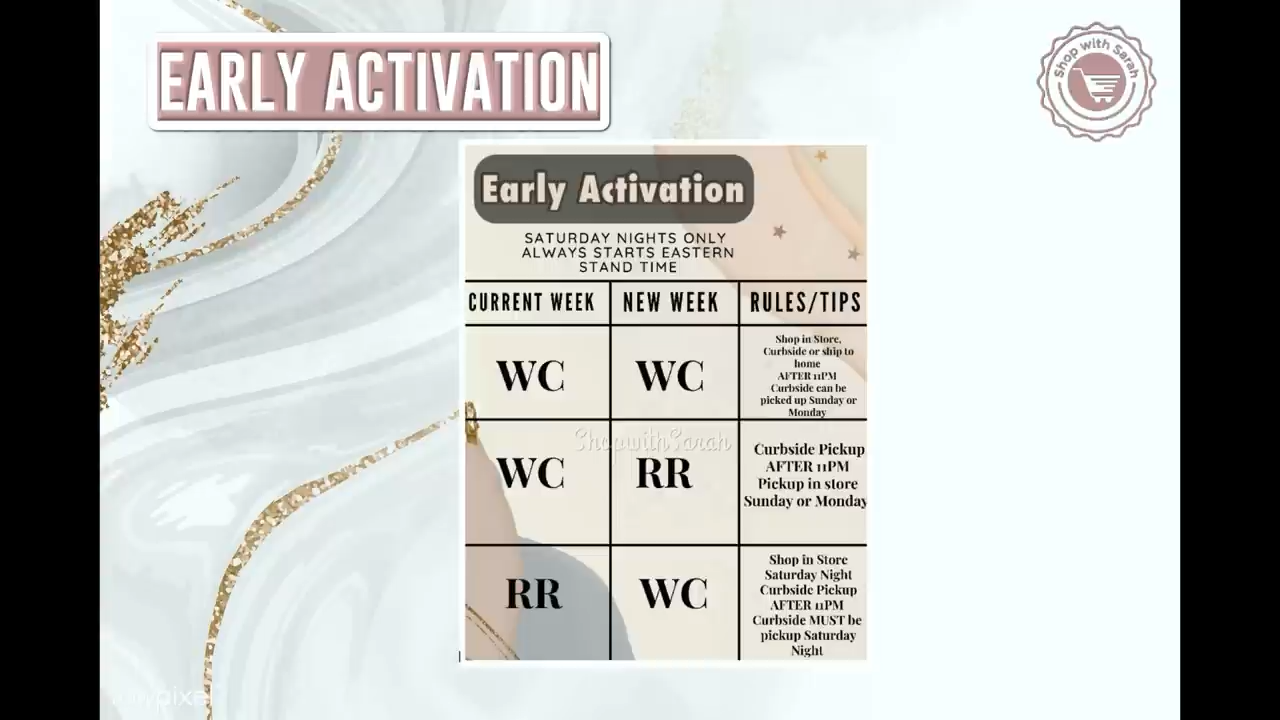 EARLY ACTIVATION
Shop with Sarah
Early Activation
SATURDAY NIGHTS ONLY
ALWAYS STARTS EASTERN
STAND TIME
CURRENT WEEK
NEW WEEK
RULES/TIPS
WC
WC
Shop in Store,
Curbside or ship to
home
AFTER 11PM
Curbside can be
picked up Sunday or
Monday
ShopwithSarah
WC
RR
Curbside Pickup
AFTER 11PM
Pickup in store
Sunday or Monday
RR
WC
Shop in Store
Saturday Night
Curbside Pickup
AFTER 11PM
Curbside MUST be
pickup Saturday
Night